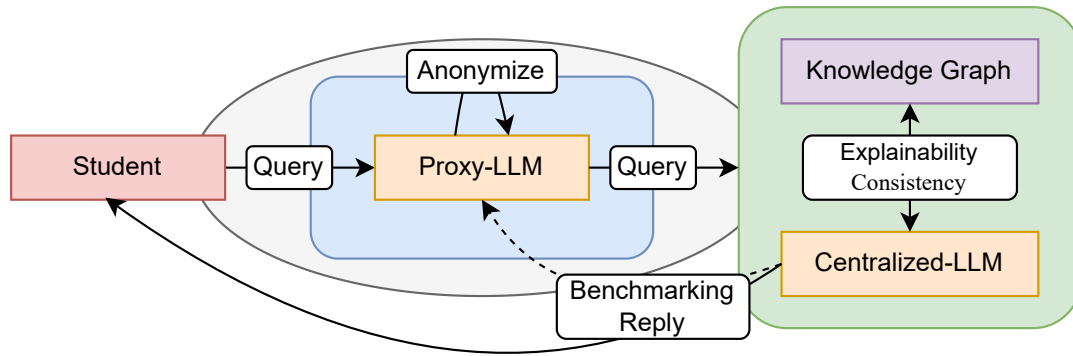 Anonymize
Knowledge Graph
Student
Query
Proxy-LLM
Query
Explainability
Consistency
Centralized-LLM
Benchmarking
Reply